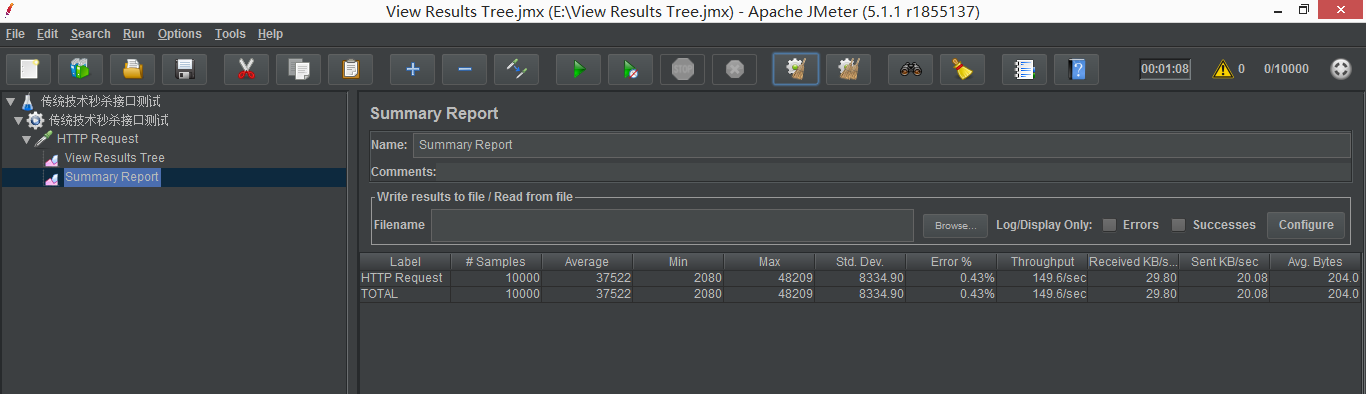 View Results Tree.jmx (E:\View Results Tree.jmx) - Apache JMeter (5.1.1 r1855137)
File Edit Search Run Options Tools Help
STOP 00:01:08 0 0/10000
传统技术秒杀接口测试
传统技术秒杀接口测试
HTTP Request
View Results Tree
Summary Report
Summary Report
Name: Summary Report
Comments:
Write results to file / Read from file
Filename Browse... Log/Display Only: Errors Successes Configure
Label # Samples Average Min Max Std. Dev. Error % Throughput Received KB/s... Sent KB/sec Avg. Bytes
HTTP Request 10000 37522 2080 48209 8334.90 0.43% 149.6/sec 29.80 20.08 204.0
TOTAL 10000 37522 2080 48209 8334.90 0.43% 149.6/sec 29.80 20.08 204.0